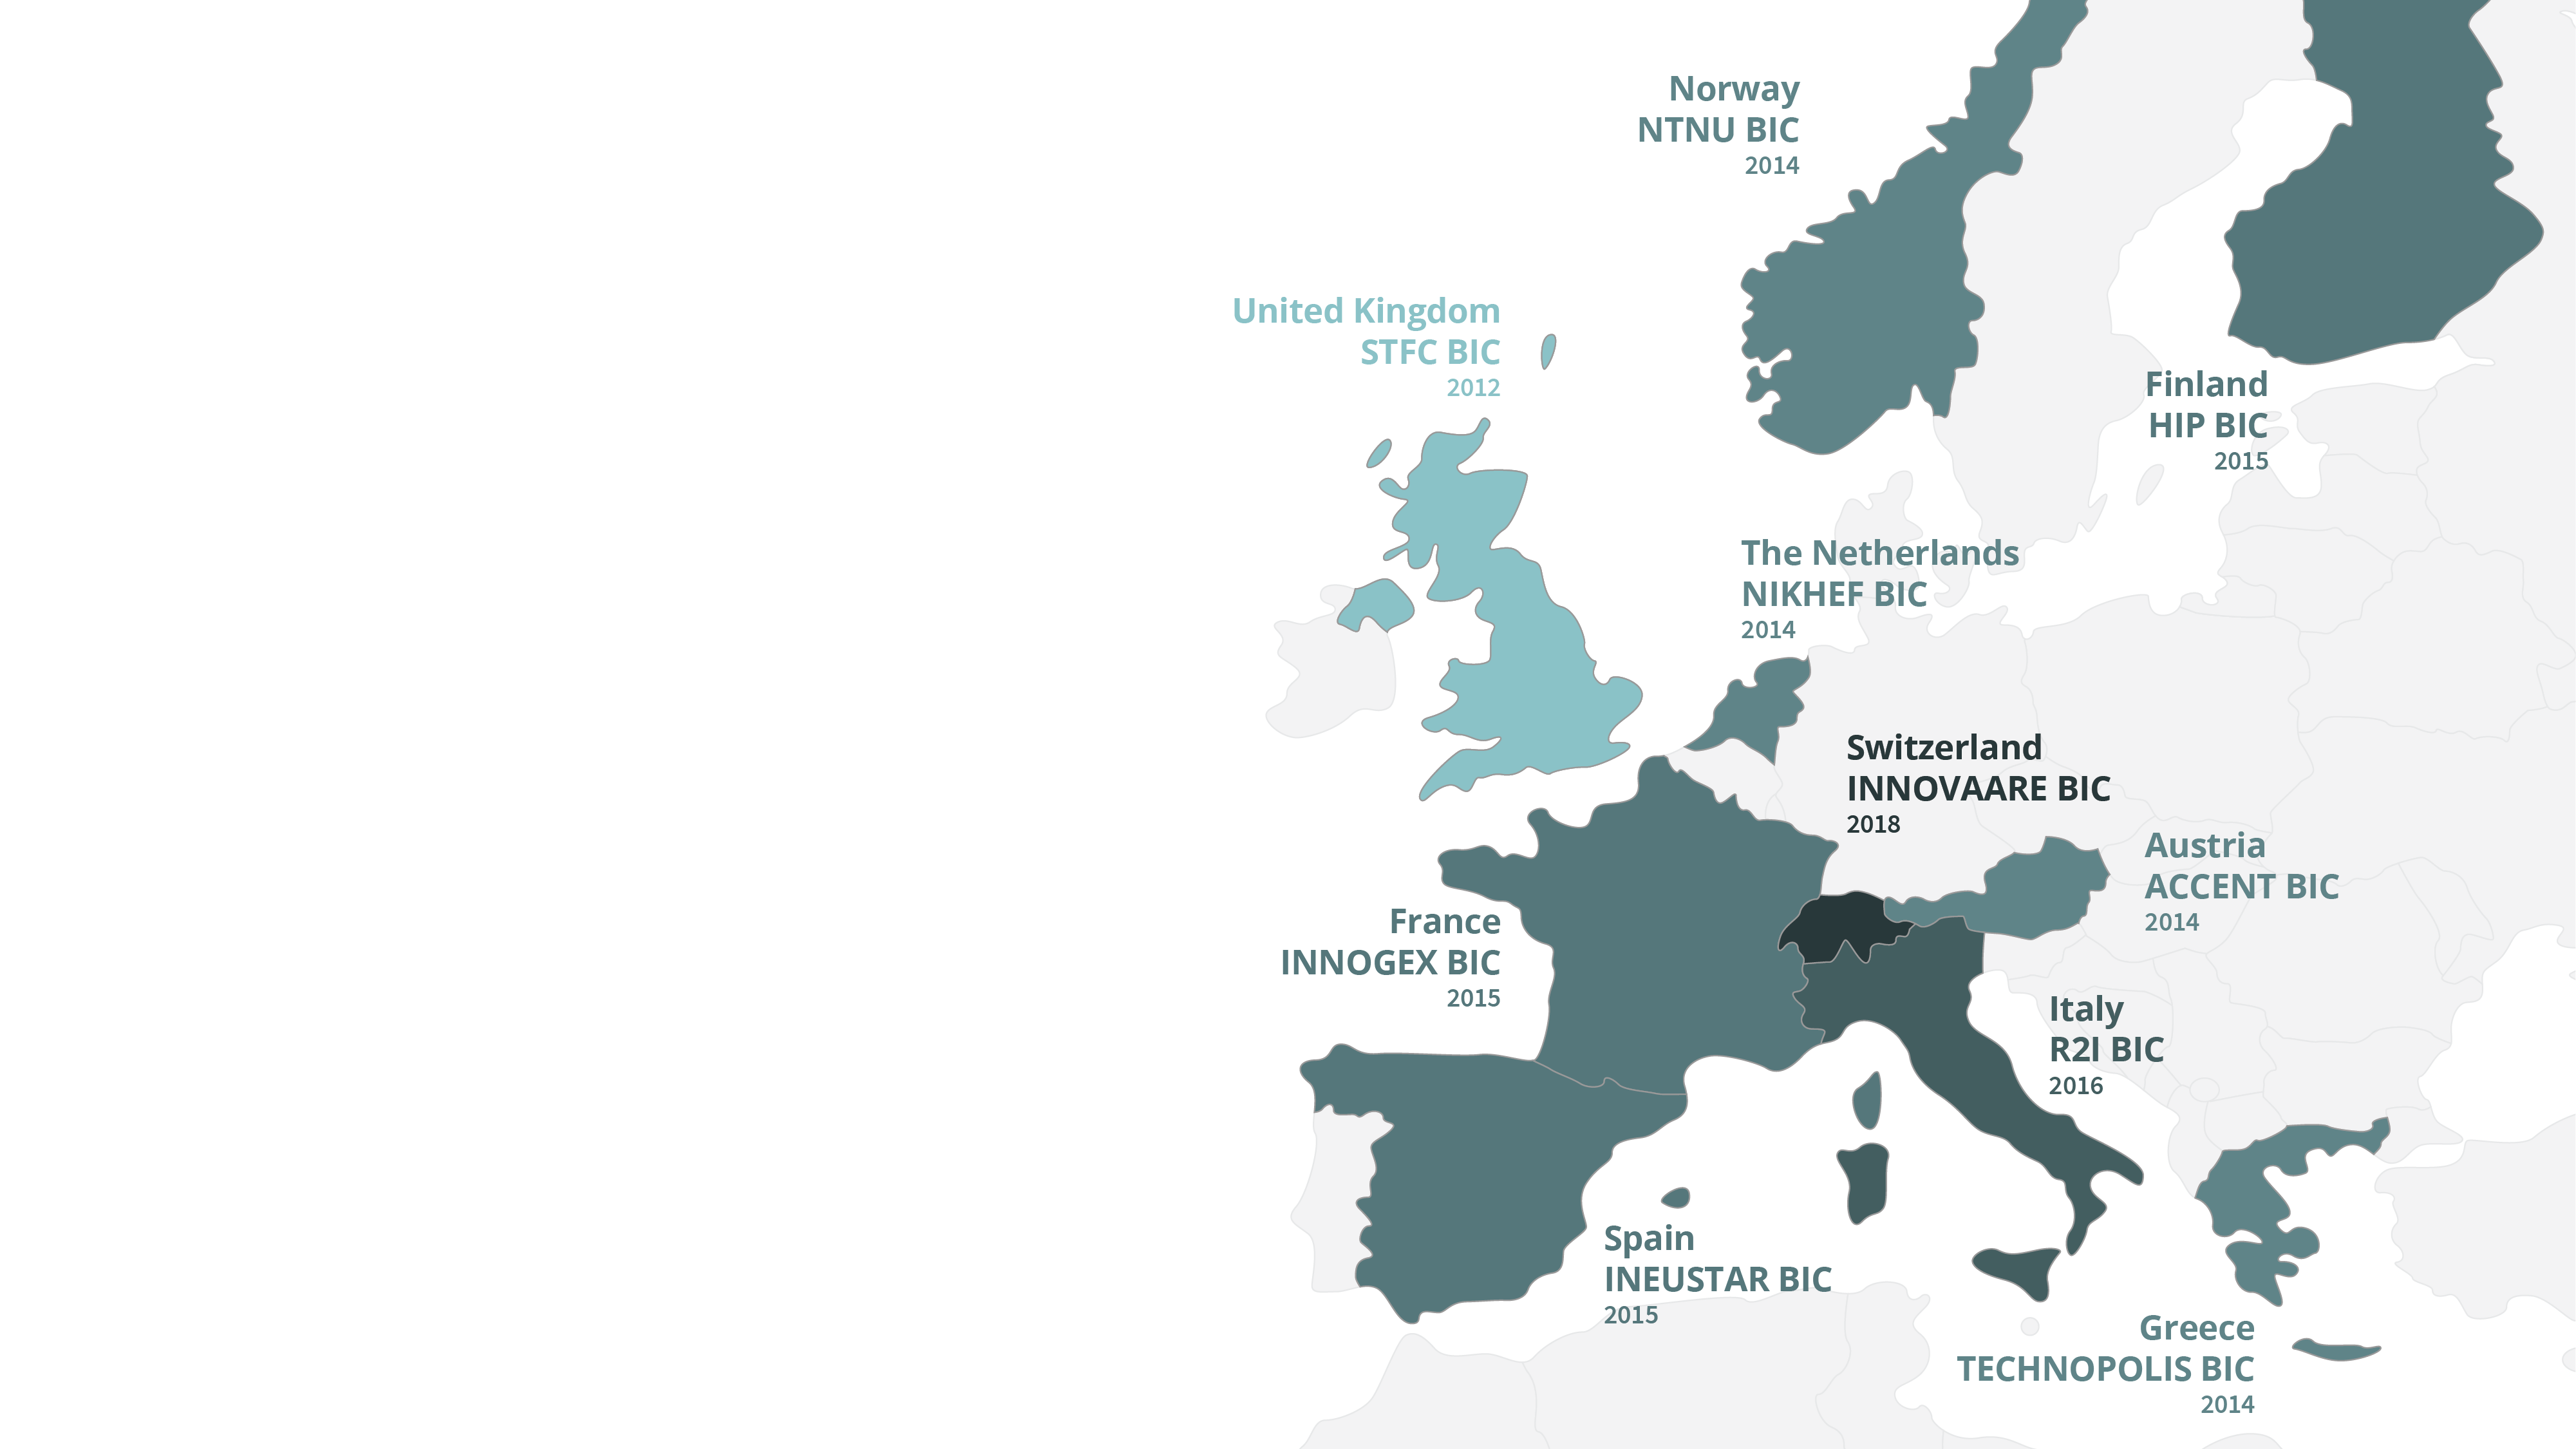 Norway
NTNU BIC
2014
United Kingdom
STFC BIC
2012
Finland
HIP BIC
2015
The Netherlands
NIKHEF BIC
2014
Switzerland
INNOVAARE BIC
2018
Austria
ACCENT BIC
2014
France
INNOGEX BIC
2015
Italy
R2I BIC
2016
Spain
INEUSTAR BIC
2015
Greece
TECHNOPOLIS BIC
2014